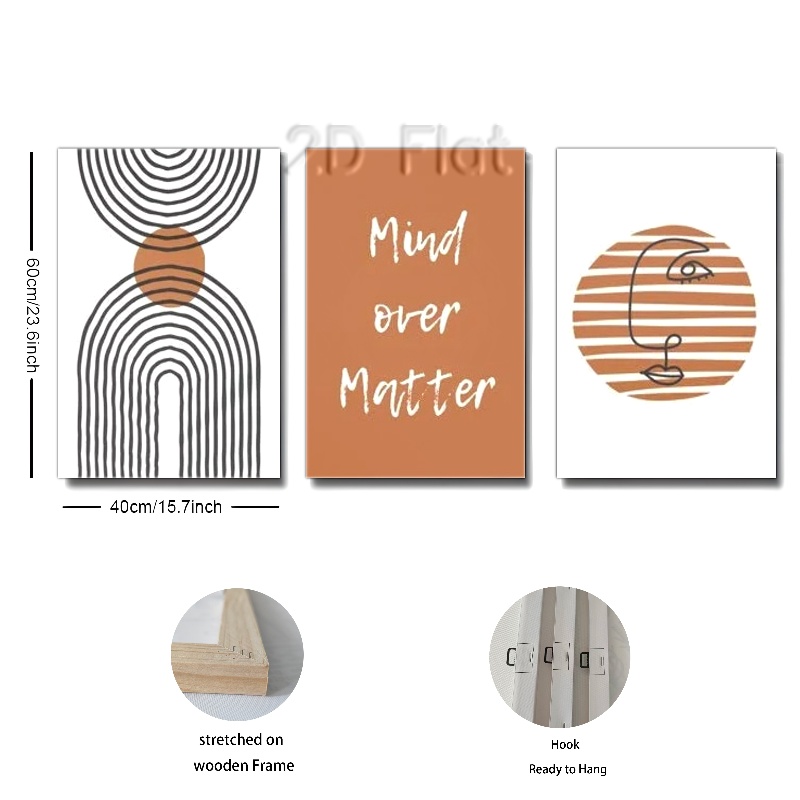 2D Flat
60cm/23.6inch
Mind
over
Matter
40cm/15.7inch
stretched on
wooden Frame
Hook
Ready to Hang